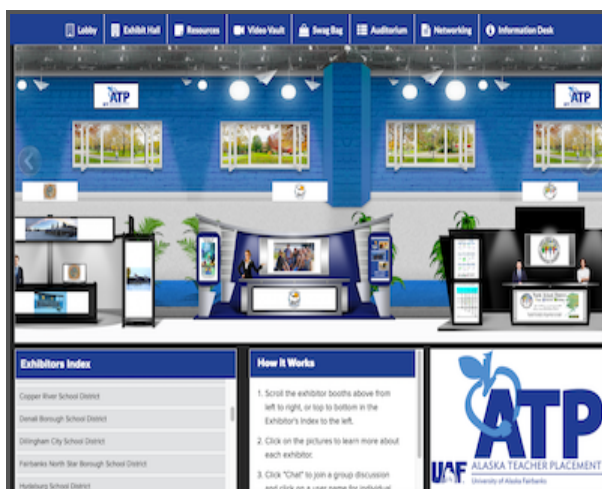 Lobby
Exhibit Hall
Resources
Video Vault
Swag Bag
Auditorium
Networking
Information Desk
ATP
ATP
Exhibitors Index
Copper River School District
Denali Borough School District
Dillingham City School District
Fairbanks North Star Borough School District
Hydaburg School District
How it Works
1. Scroll the exhibitor booths above from
left to right, or top to bottom in the
Exhibitor's Index to the left.
2. Click on the pictures to learn more about
each exhibitor.
3. Click "Chat" to join a group discussion
and click on a user name for individual
ATP
UAF
ALASKA TEACHER PLACEMENT
University of Alaska Fairbanks